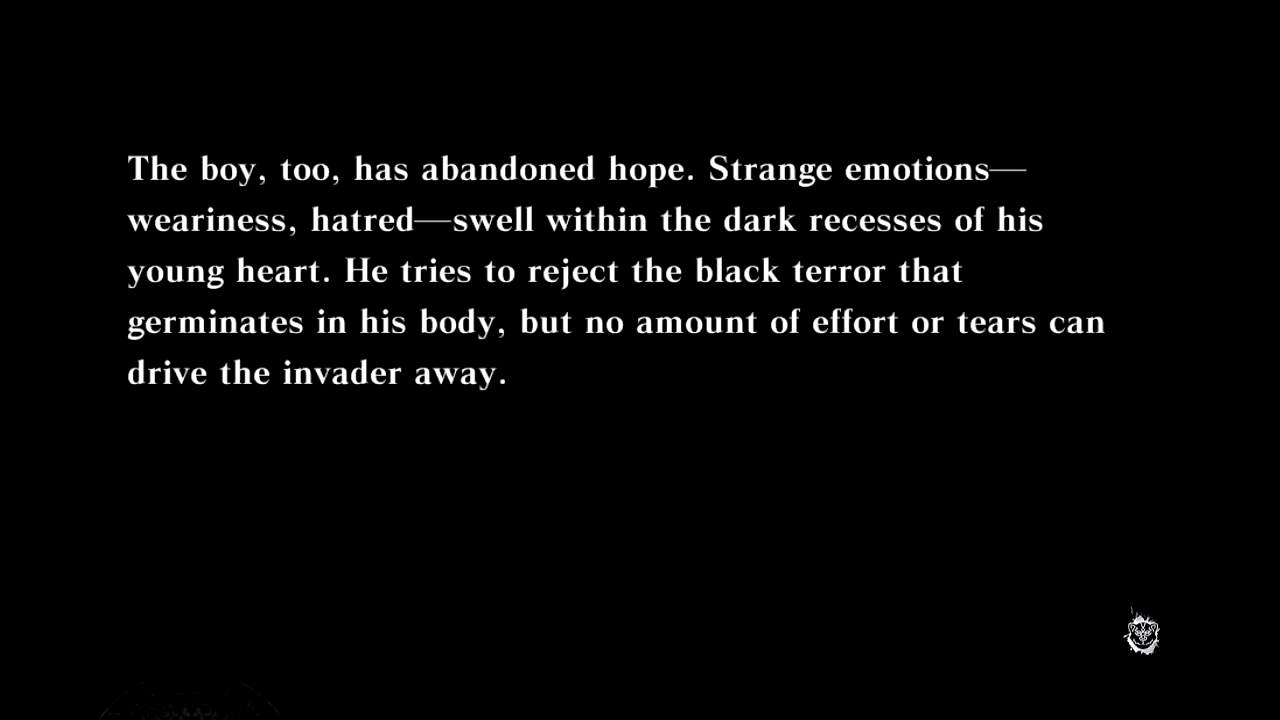 The boy, too, has abandoned hope. Strange emotions—
weariness, hatred—swell within the dark recesses of his
young heart. He tries to reject the black terror that
germinates in his body, but no amount of effort or tears can
drive the invader away.